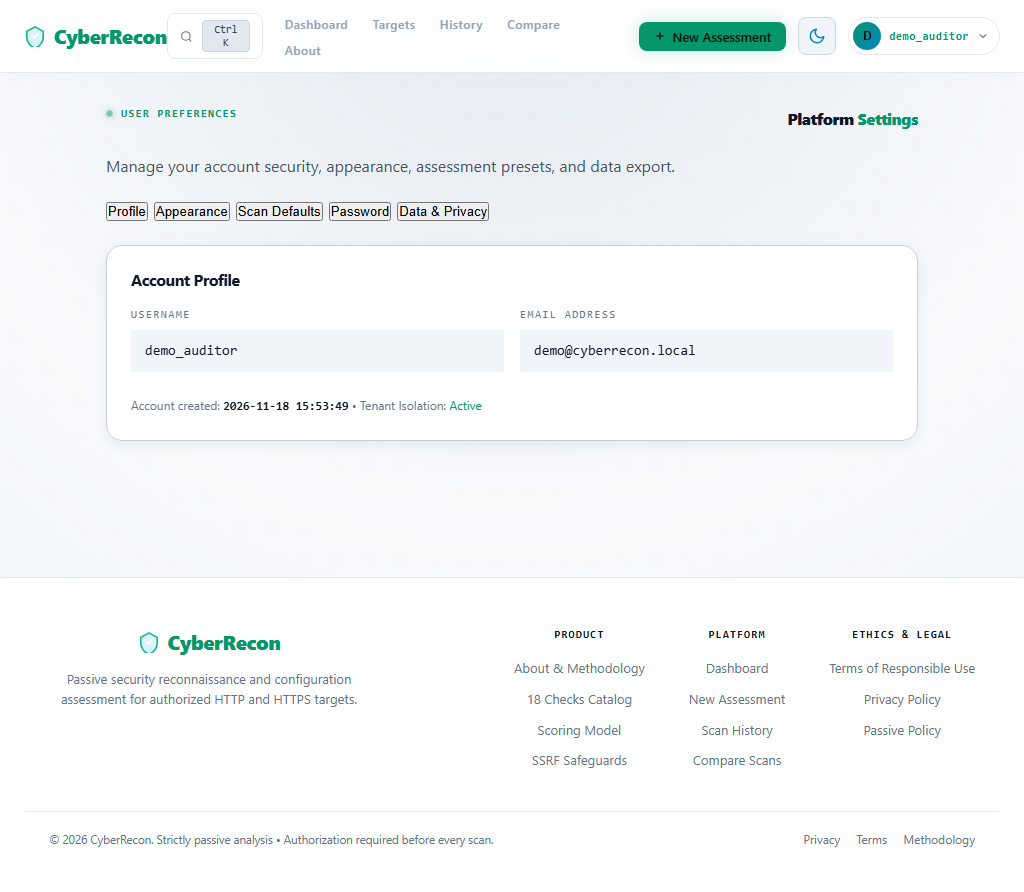 CyberRecon
Ctrl
K
Dashboard Targets History Compare
About
+ New Assessment
D demo_auditor
USER PREFERENCES
Platform Settings
Manage your account security, appearance, assessment presets, and data export.
Profile Appearance Scan Defaults Password Data & Privacy
Account Profile
USERNAME EMAIL ADDRESS
demo_auditor demo@cyberrecon.local
Account created: 2026-11-18 15:53:49 • Tenant Isolation: Active
CyberRecon
Passive security reconnaissance and configuration
assessment for authorized HTTP and HTTPS targets.
PRODUCT
About & Methodology
18 Checks Catalog
Scoring Model
SSRF Safeguards
PLATFORM
Dashboard
New Assessment
Scan History
Compare Scans
ETHICS & LEGAL
Terms of Responsible Use
Privacy Policy
Passive Policy
© 2026 CyberRecon. Strictly passive analysis • Authorization required before every scan.
Privacy Terms Methodology